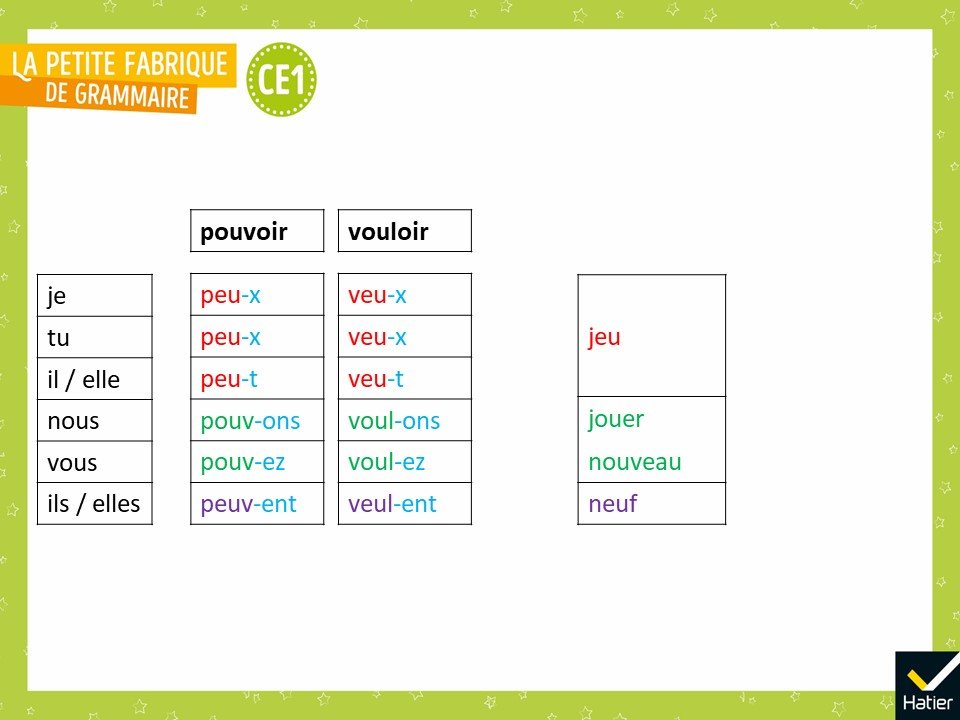 LA PETITE FABRIQUE
DE GRAMMAIRE
CE1
pouvoir vouloir
je peu-x veu-x
tu peu-x veu-x jeu
il / elle peu-t veu-t
nous pouv-ons voul-ons jouer
vous pouv-ez voul-ez nouveau
ils / elles peuv-ent veul-ent neuf
Hatier